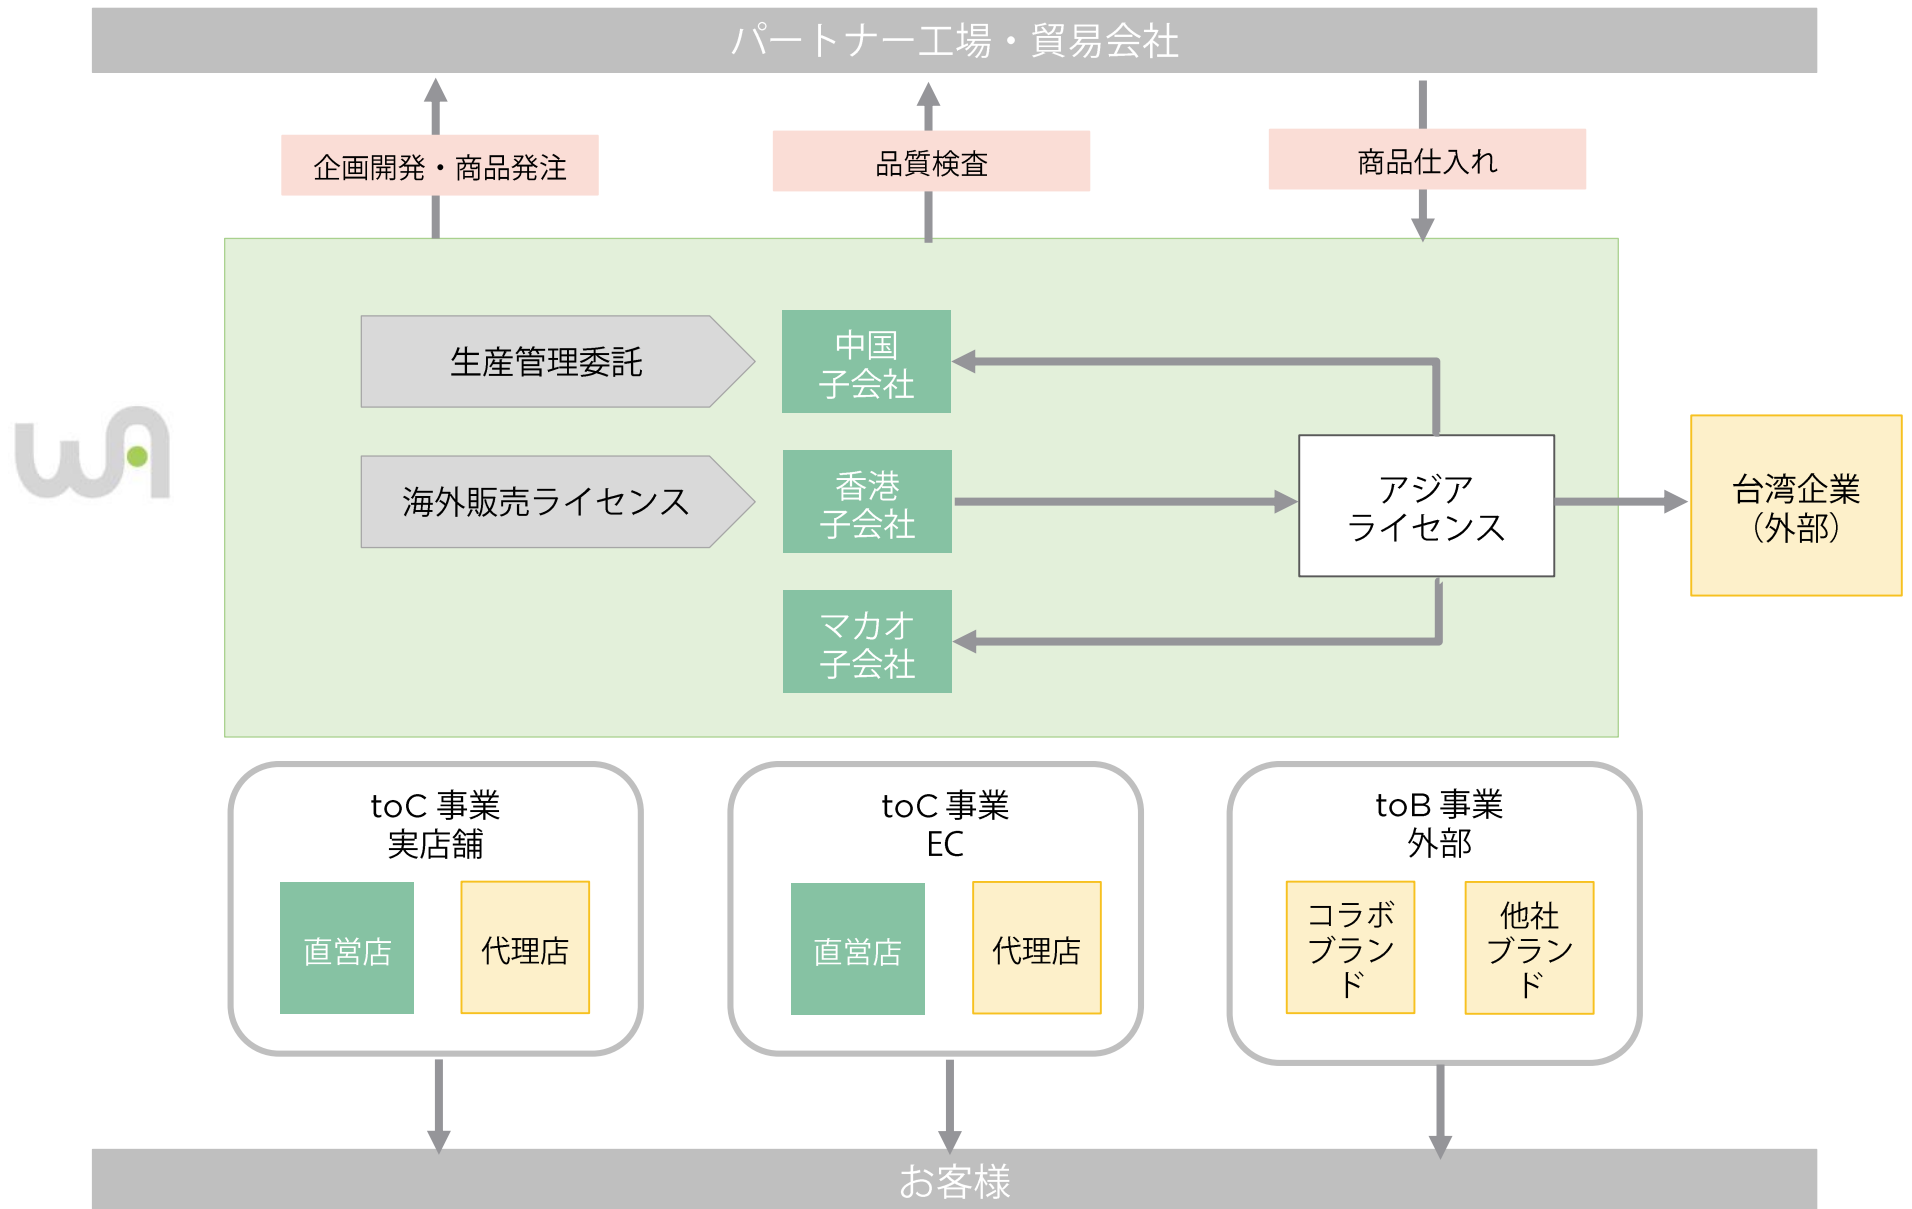 パートナー工場・貿易会社
企画開発・商品発注
品質検査
商品仕入れ
生産管理委託
中国
子会社
海外販売ライセンス
香港
子会社
アジア
ライセンス
台湾企業
（外部）
マカオ
子会社
wa
toC 事業
実店舗
直営店
代理店
toC 事業
EC
直営店
代理店
toB 事業
外部
コラボ
ブラン
ド
他社
ブラン
ド
お客様